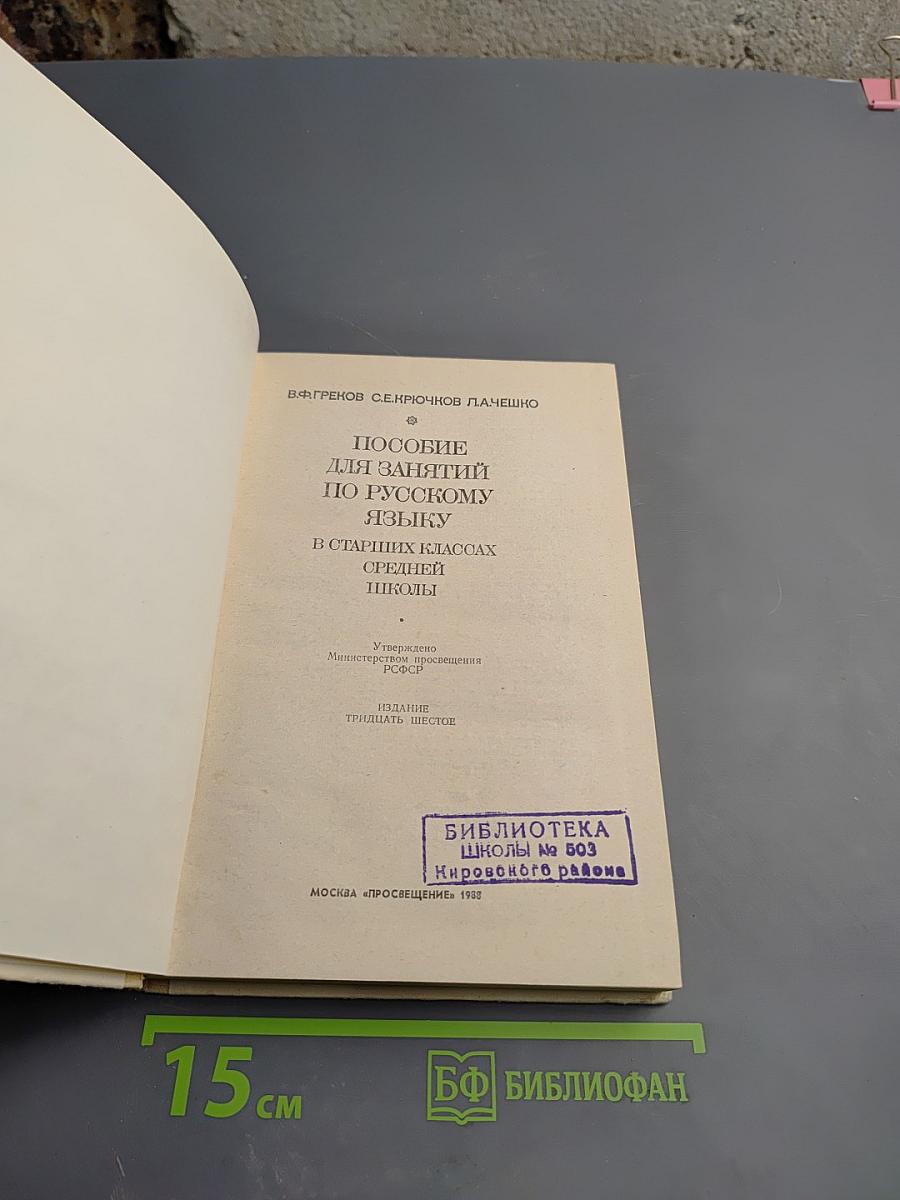 В.Ф.ГРЕКОВ С.Е.КРЮЧКОВ Л.А.ЧЕШКО
ПОСОБИЕ
ДЛЯ ЗАНЯТИЙ
ПО РУССКОМУ
ЯЗЫКУ
В СТАРШИХ КЛАССАХ
СРЕДНЕЙ
ШКОЛЫ
Утверждено
Министерством просвещения
РСФСР
ИЗДАНИЕ
ТРИДЦАТЬ ШЕСТОЕ
БИБЛИОТЕКА
ШКОЛЫ № 503
Кировского района
МОСКВА «ПРОСВЕЩЕНИЕ» 1988
15 см
БФ БИБЛИОФАН